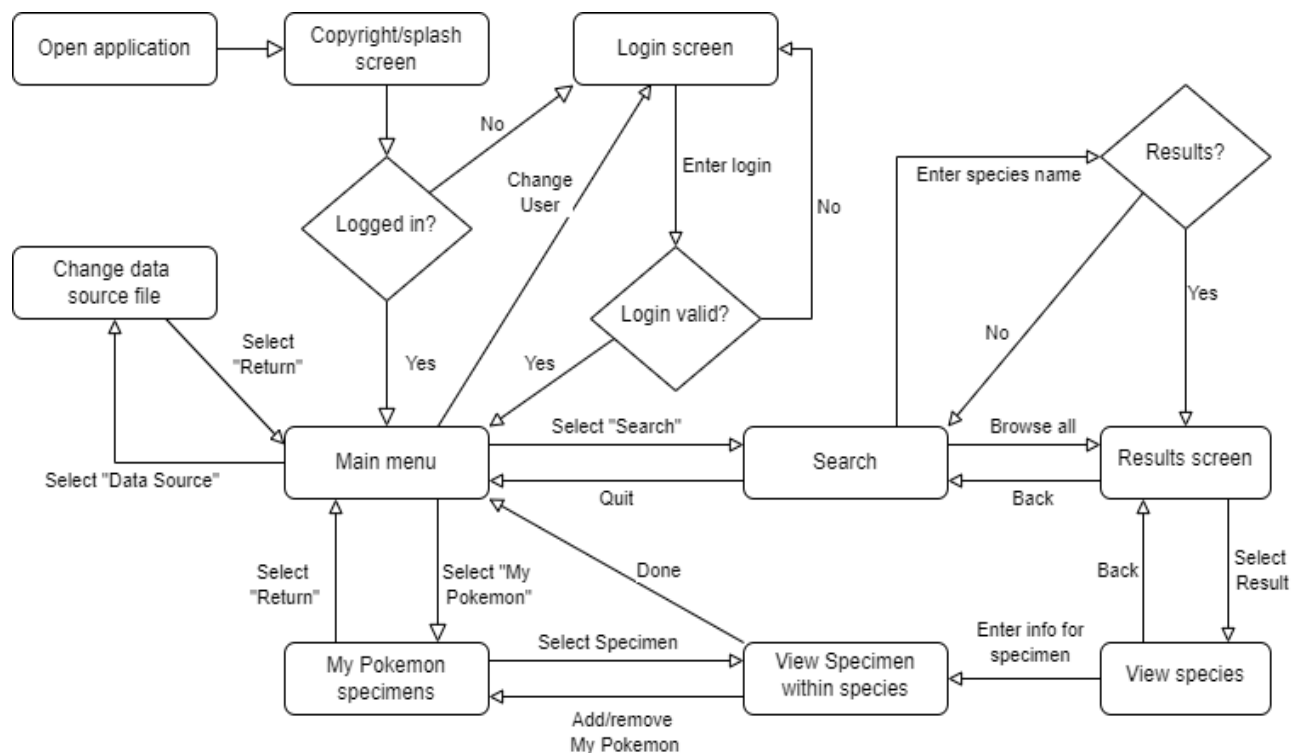 Open application
Copyright/splash
screen
Login screen
No
Enter login
Change
User
No
Enter species name
Results?
Logged in?
Change data
source file
Login valid?
Yes
No
Select
"Return"
Yes
Yes
Select "Search"
Browse all
Main menu
Search
Results screen
Select "Data Source"
Quit
Back
Select
"Return"
Select "My
Pokemon"
Done
Back
Select
Result
Select Specimen
Enter info for
specimen
My Pokemon
specimens
View Specimen
within species
View species
Add/remove
My Pokemon